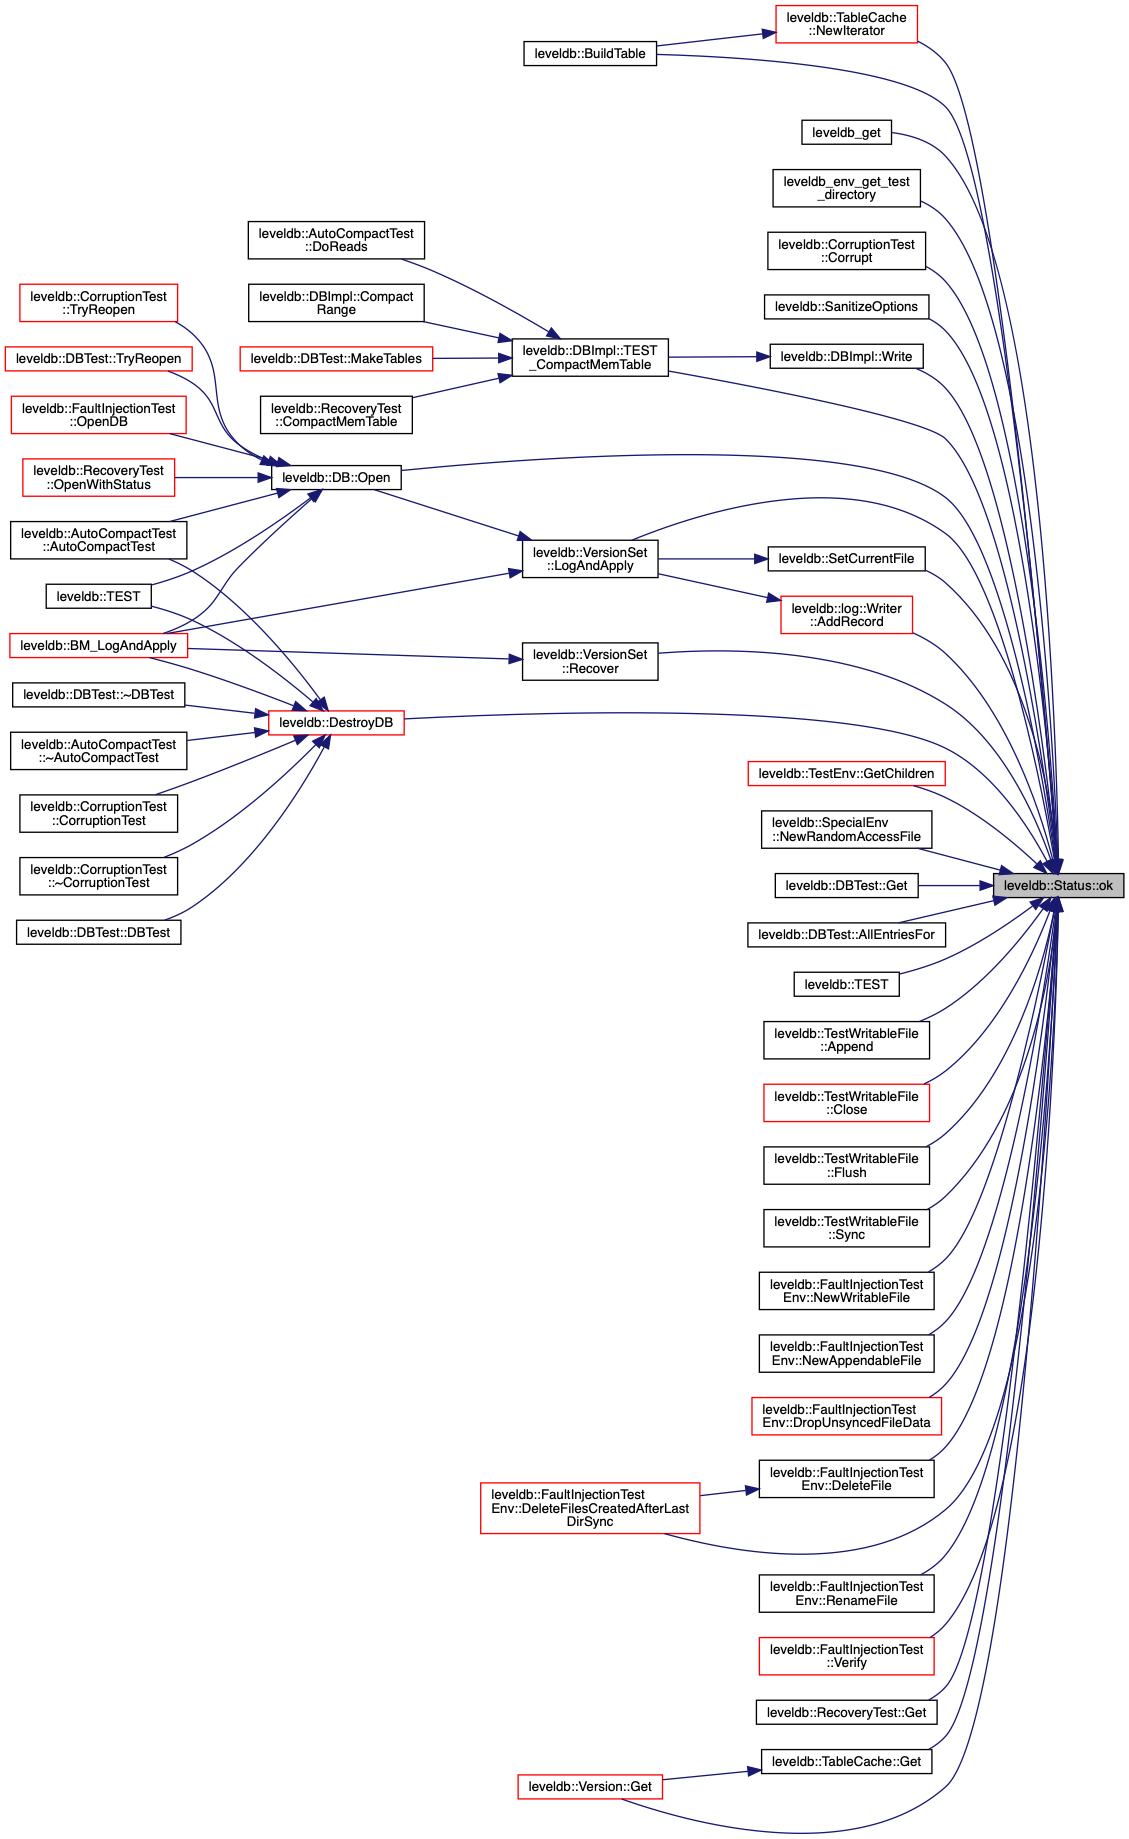 leveldb::TableCache
::NewIterator
leveldb::BuildTable
leveldb_get
leveldb_env_get_test
_directory
leveldb::AutoCompactTest
::DoReads
leveldb::CorruptionTest
::Corrupt
leveldb::CorruptionTest
::TryReopen
leveldb::DBImpl::Compact
Range
leveldb::SanitizeOptions
leveldb::DBTest::TryReopen
leveldb::DBTest::MakeTables
leveldb::DBImpl::TEST
_CompactMemTable
leveldb::DBImpl::Write
leveldb::FaultInjectionTest
::OpenDB
leveldb::RecoveryTest
::CompactMemTable
leveldb::RecoveryTest
::OpenWithStatus
leveldb::DB::Open
leveldb::AutoCompactTest
::AutoCompactTest
leveldb::VersionSet
::LogAndApply
leveldb::SetCurrentFile
leveldb::TEST
leveldb::log::Writer
::AddRecord
leveldb::BM_LogAndApply
leveldb::VersionSet
::Recover
leveldb::DBTest::~DBTest
leveldb::DestroyDB
leveldb::AutoCompactTest
::~AutoCompactTest
leveldb::TestEnv::GetChildren
leveldb::CorruptionTest
::CorruptionTest
leveldb::SpecialEnv
::NewRandomAccessFile
leveldb::CorruptionTest
::~CorruptionTest
leveldb::DBTest::Get
leveldb::Status::ok
leveldb::DBTest::DBTest
leveldb::DBTest::AllEntriesFor
leveldb::TEST
leveldb::TestWritableFile
::Append
leveldb::TestWritableFile
::Close
leveldb::TestWritableFile
::Flush
leveldb::TestWritableFile
::Sync
leveldb::FaultInjectionTest
Env::NewWritableFile
leveldb::FaultInjectionTest
Env::NewAppendableFile
leveldb::FaultInjectionTest
Env::DropUnsyncedFileData
leveldb::FaultInjectionTest
Env::DeleteFile
leveldb::FaultInjectionTest
Env::DeleteFilesCreatedAfterLast
DirSync
leveldb::FaultInjectionTest
Env::RenameFile
leveldb::FaultInjectionTest
::Verify
leveldb::RecoveryTest::Get
leveldb::TableCache::Get
leveldb::Version::Get